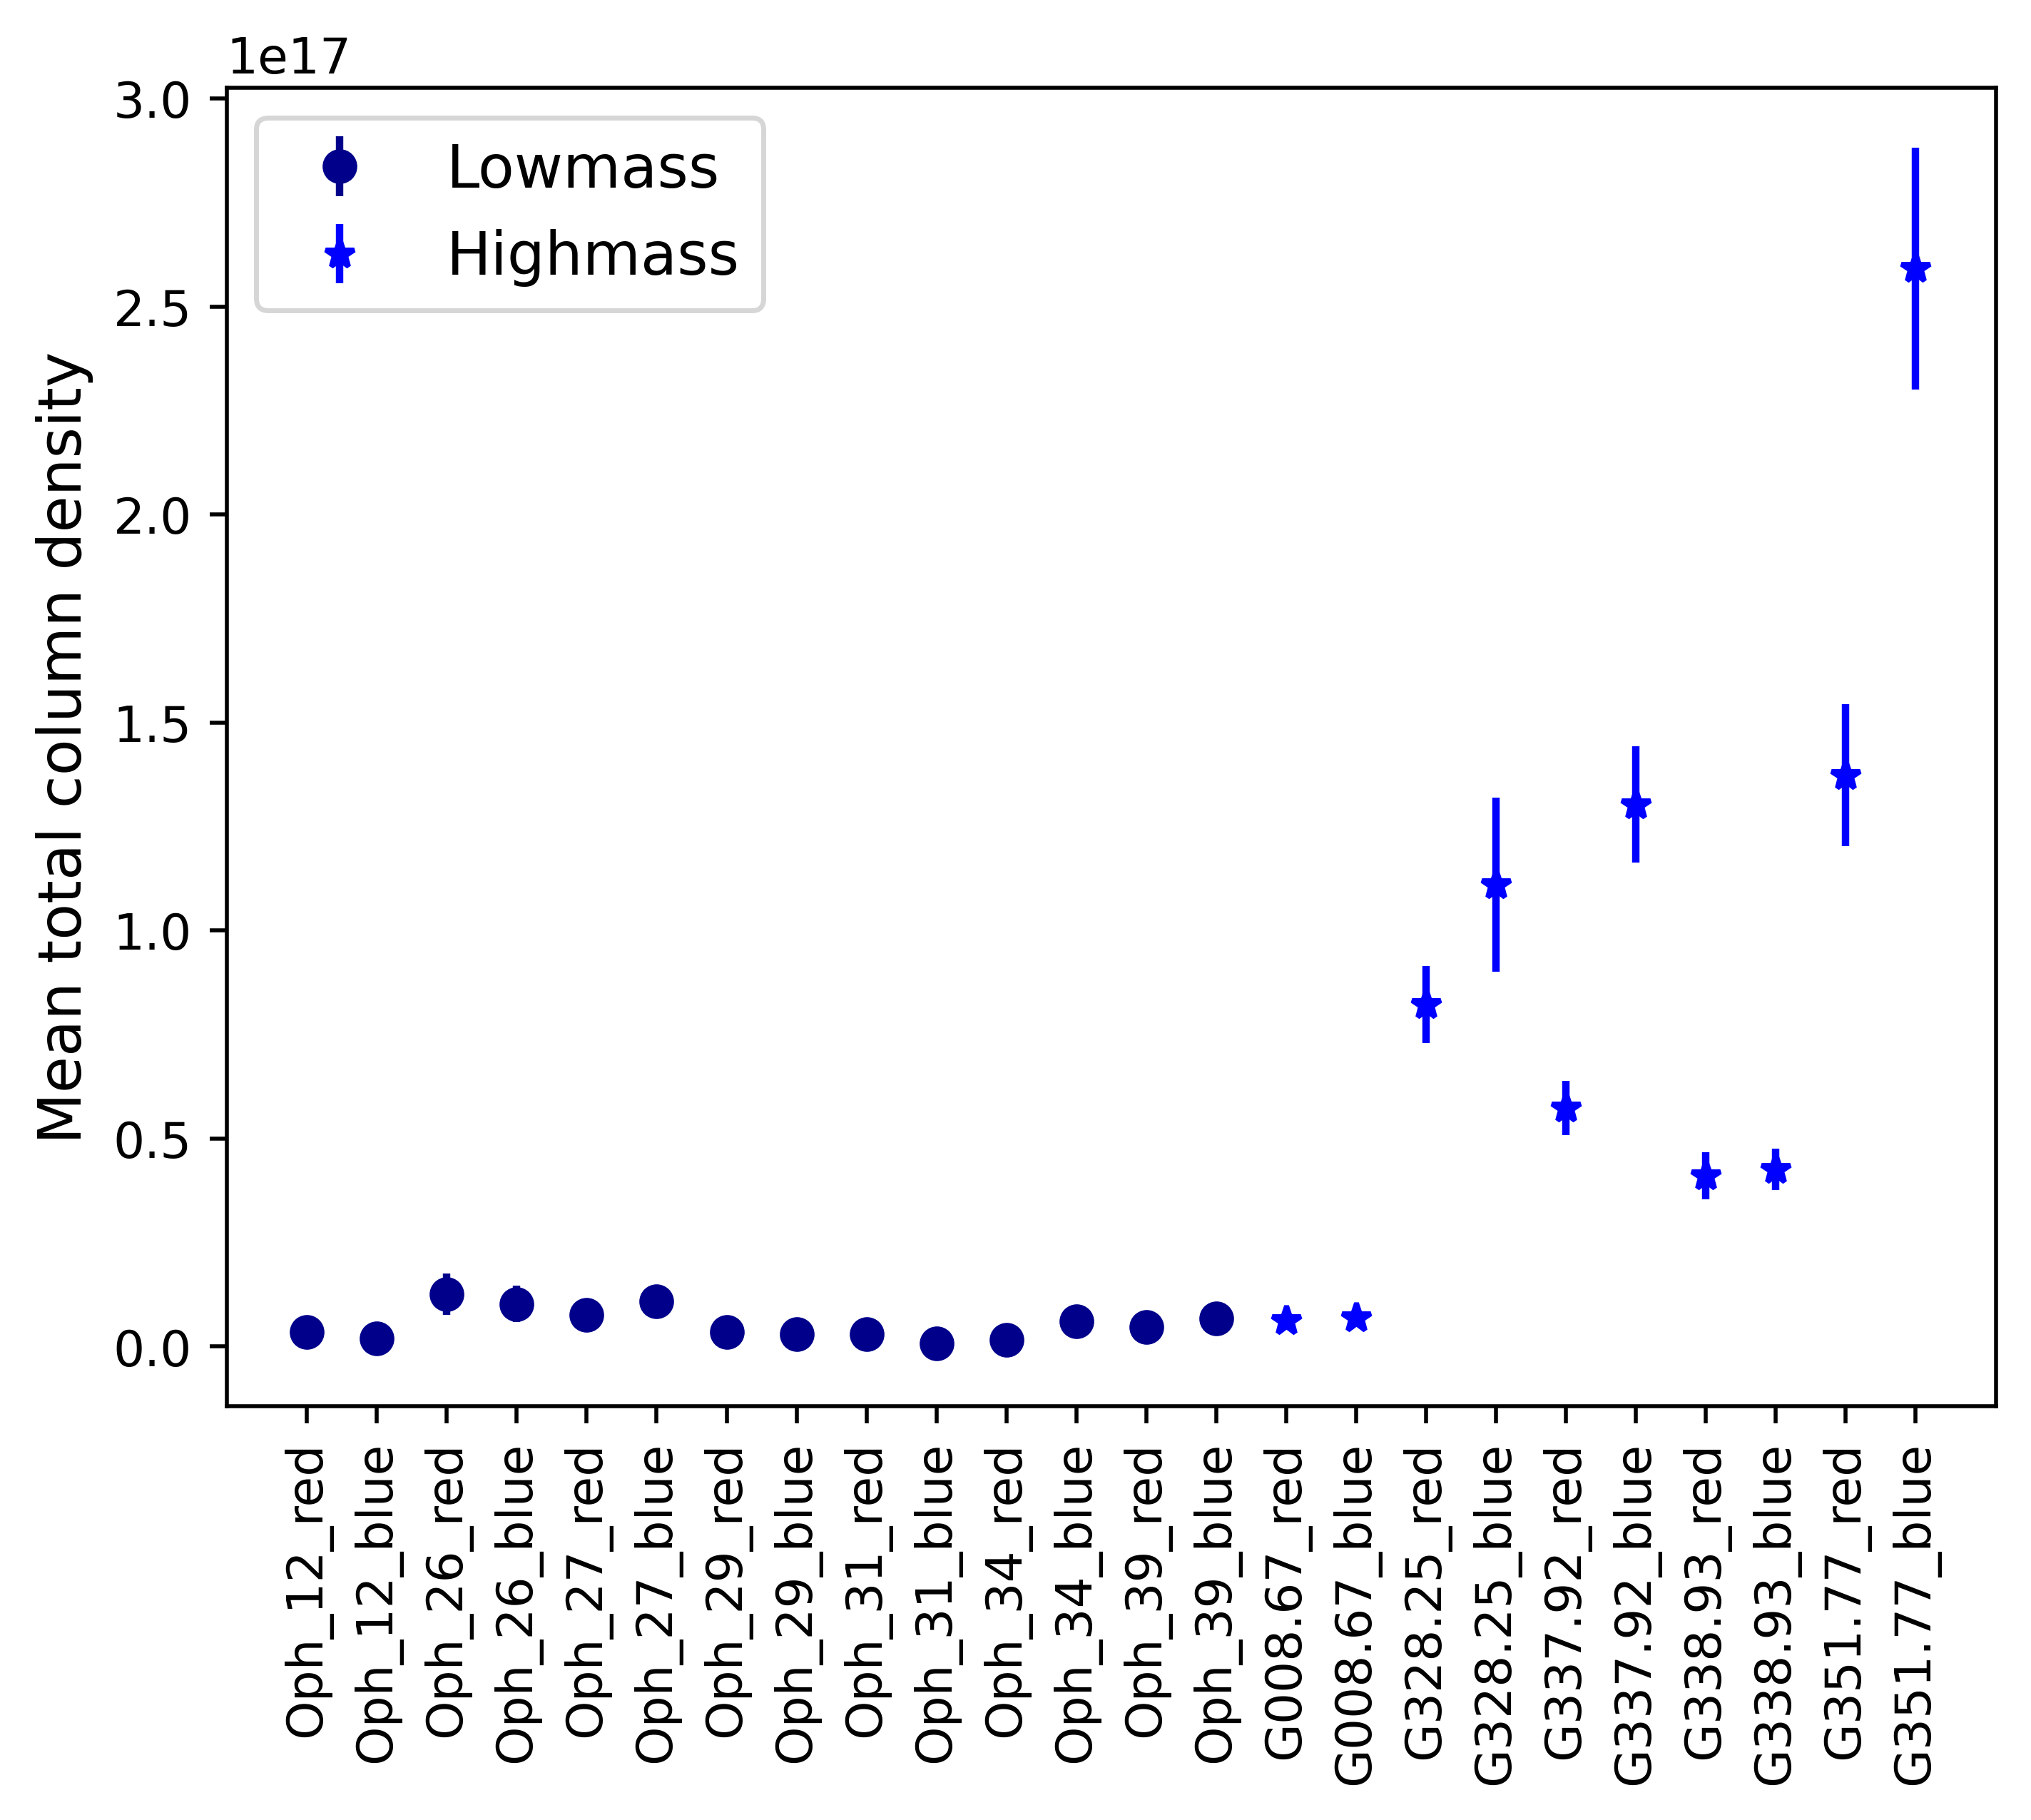 1e17
3.0
2.5
2.0
1.5
1.0
0.5
0.0
Mean total column density
Lowmass
Highmass
Oph_12_red
Oph_12_blue
Oph_26_red
Oph_26_blue
Oph_27_red
Oph_27_blue
Oph_29_red
Oph_29_blue
Oph_31_red
Oph_31_blue
Oph_34_red
Oph_34_blue
Oph_39_red
Oph_39_blue
G008.67_red
G008.67_blue
G328.25_red
G328.25_blue
G337.92_red
G337.92_blue
G338.93_red
G338.93_blue
G351.77_red
G351.77_blue